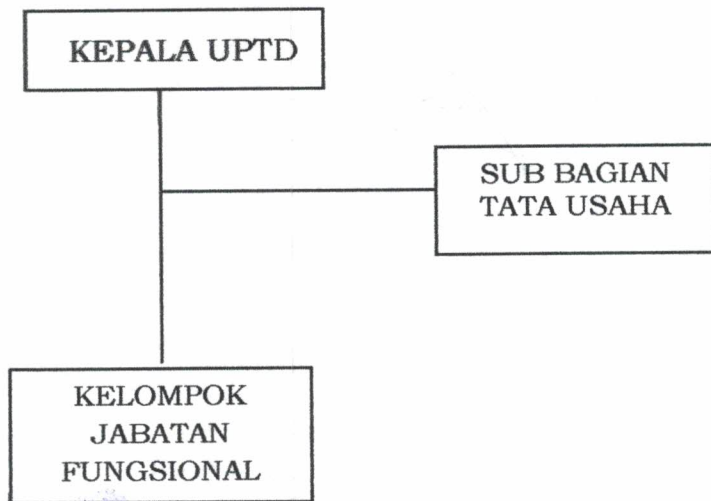 KEPALA UPTD
SUB BAGIAN
TATA USAHA
KELOMPOK
JABATAN
FUNGSIONAL